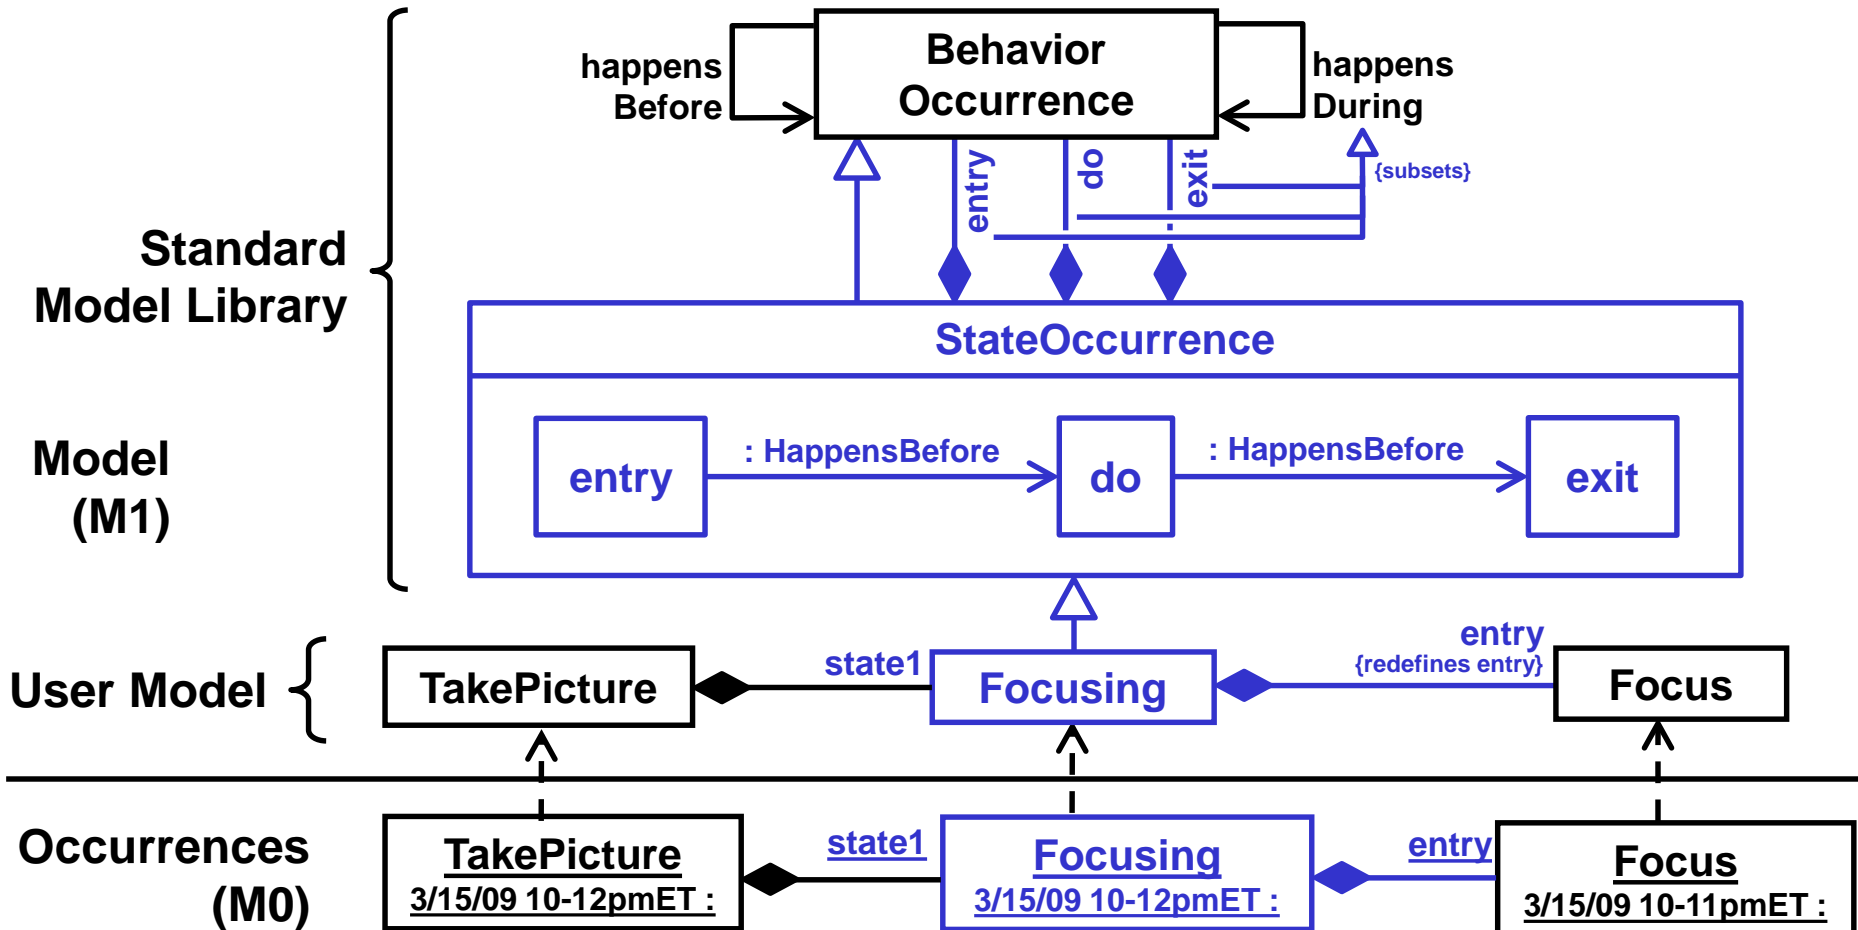 Behavior
Occurrence
happens
Before
happens
During
entry
do
exit
{subsets}
Standard
Model Library
StateOccurrence
Model
(M1)
entry
: HappensBefore
do
: HappensBefore
exit
User Model
TakePicture
state1
Focusing
entry
{redefines entry}
Focus
Occurrences
(M0)
TakePicture
3/15/09 10-12pmET :
state1
Focusing
3/15/09 10-12pmET :
entry
Focus
3/15/09 10-11pmET :